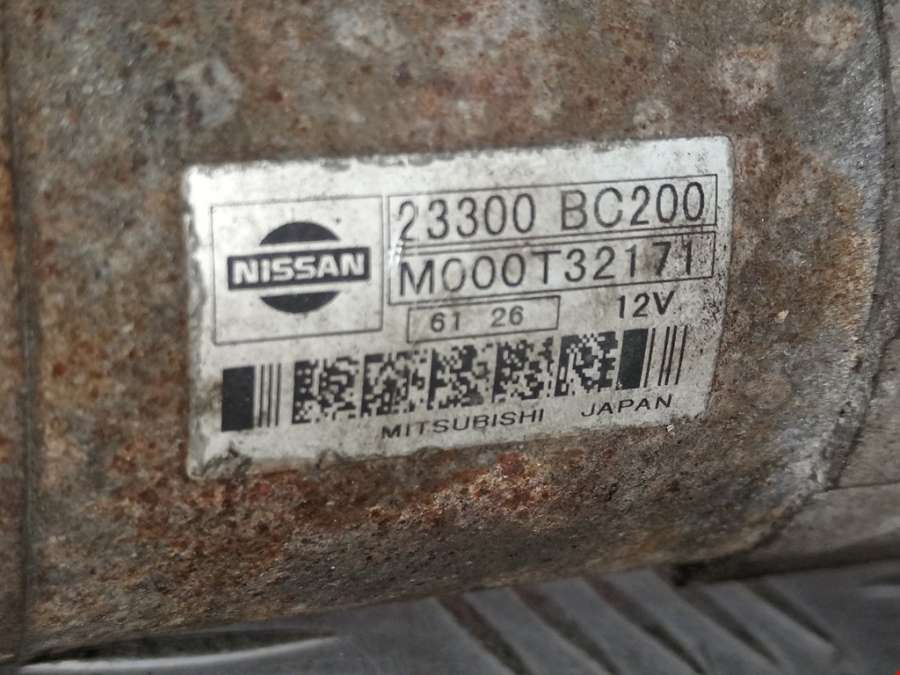 NISSAN
23300 BC200
M000T32171
61 26
12V
MITSUBISHI JAPAN